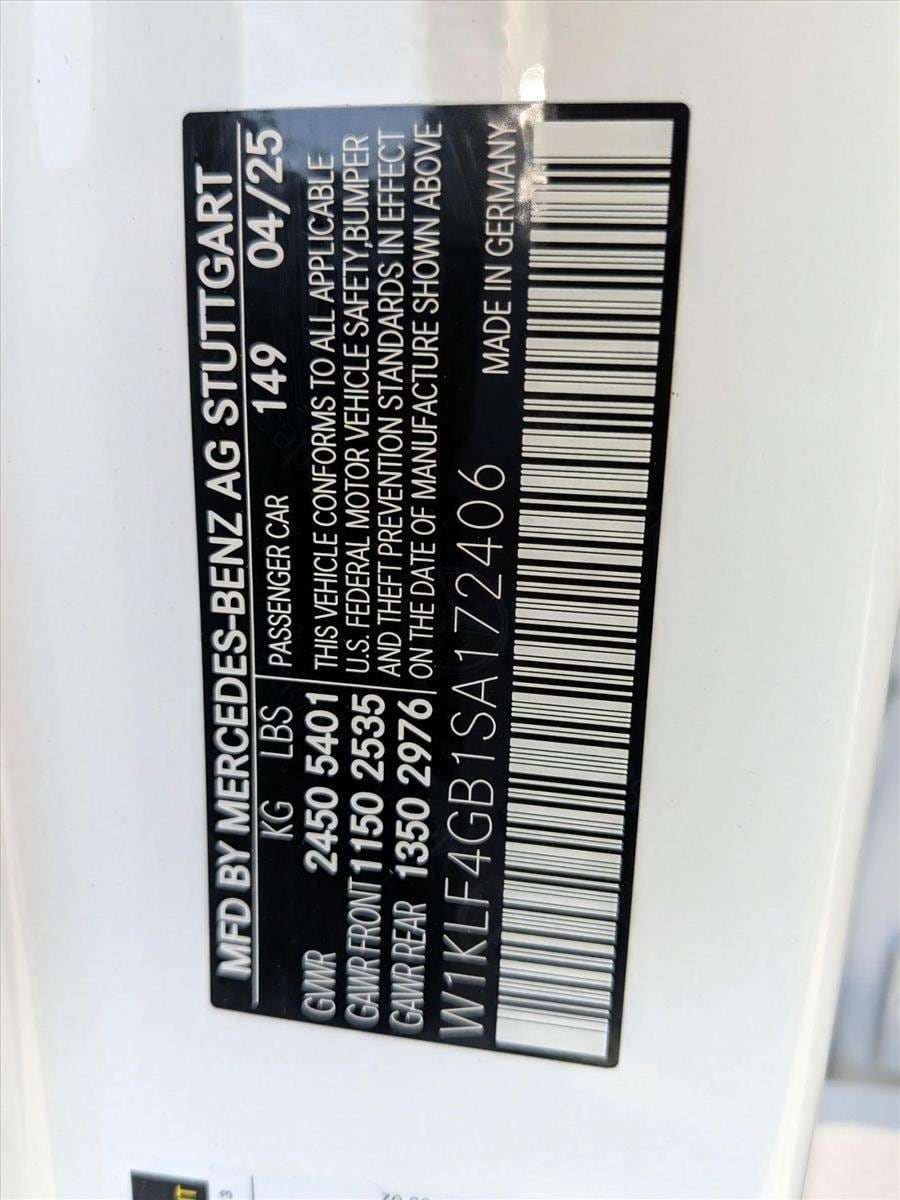 MFD BY MERCEDES-BENZ AG STUTTGART
KG LBS PASSENGER CAR 149 04/25
GVWR 2450 5401 THIS VEHICLE CONFORMS TO ALL APPLICABLE
GAWR FRONT 1150 2535 U.S. FEDERAL MOTOR VEHICLE SAFETY,BUMPER
AND THEFT PREVENTION STANDARDS IN EFFECT
GAWR REAR 1350 2976 ON THE DATE OF MANUFACTURE SHOWN ABOVE
W1KLF4GB1SA172406 MADE IN GERMANY